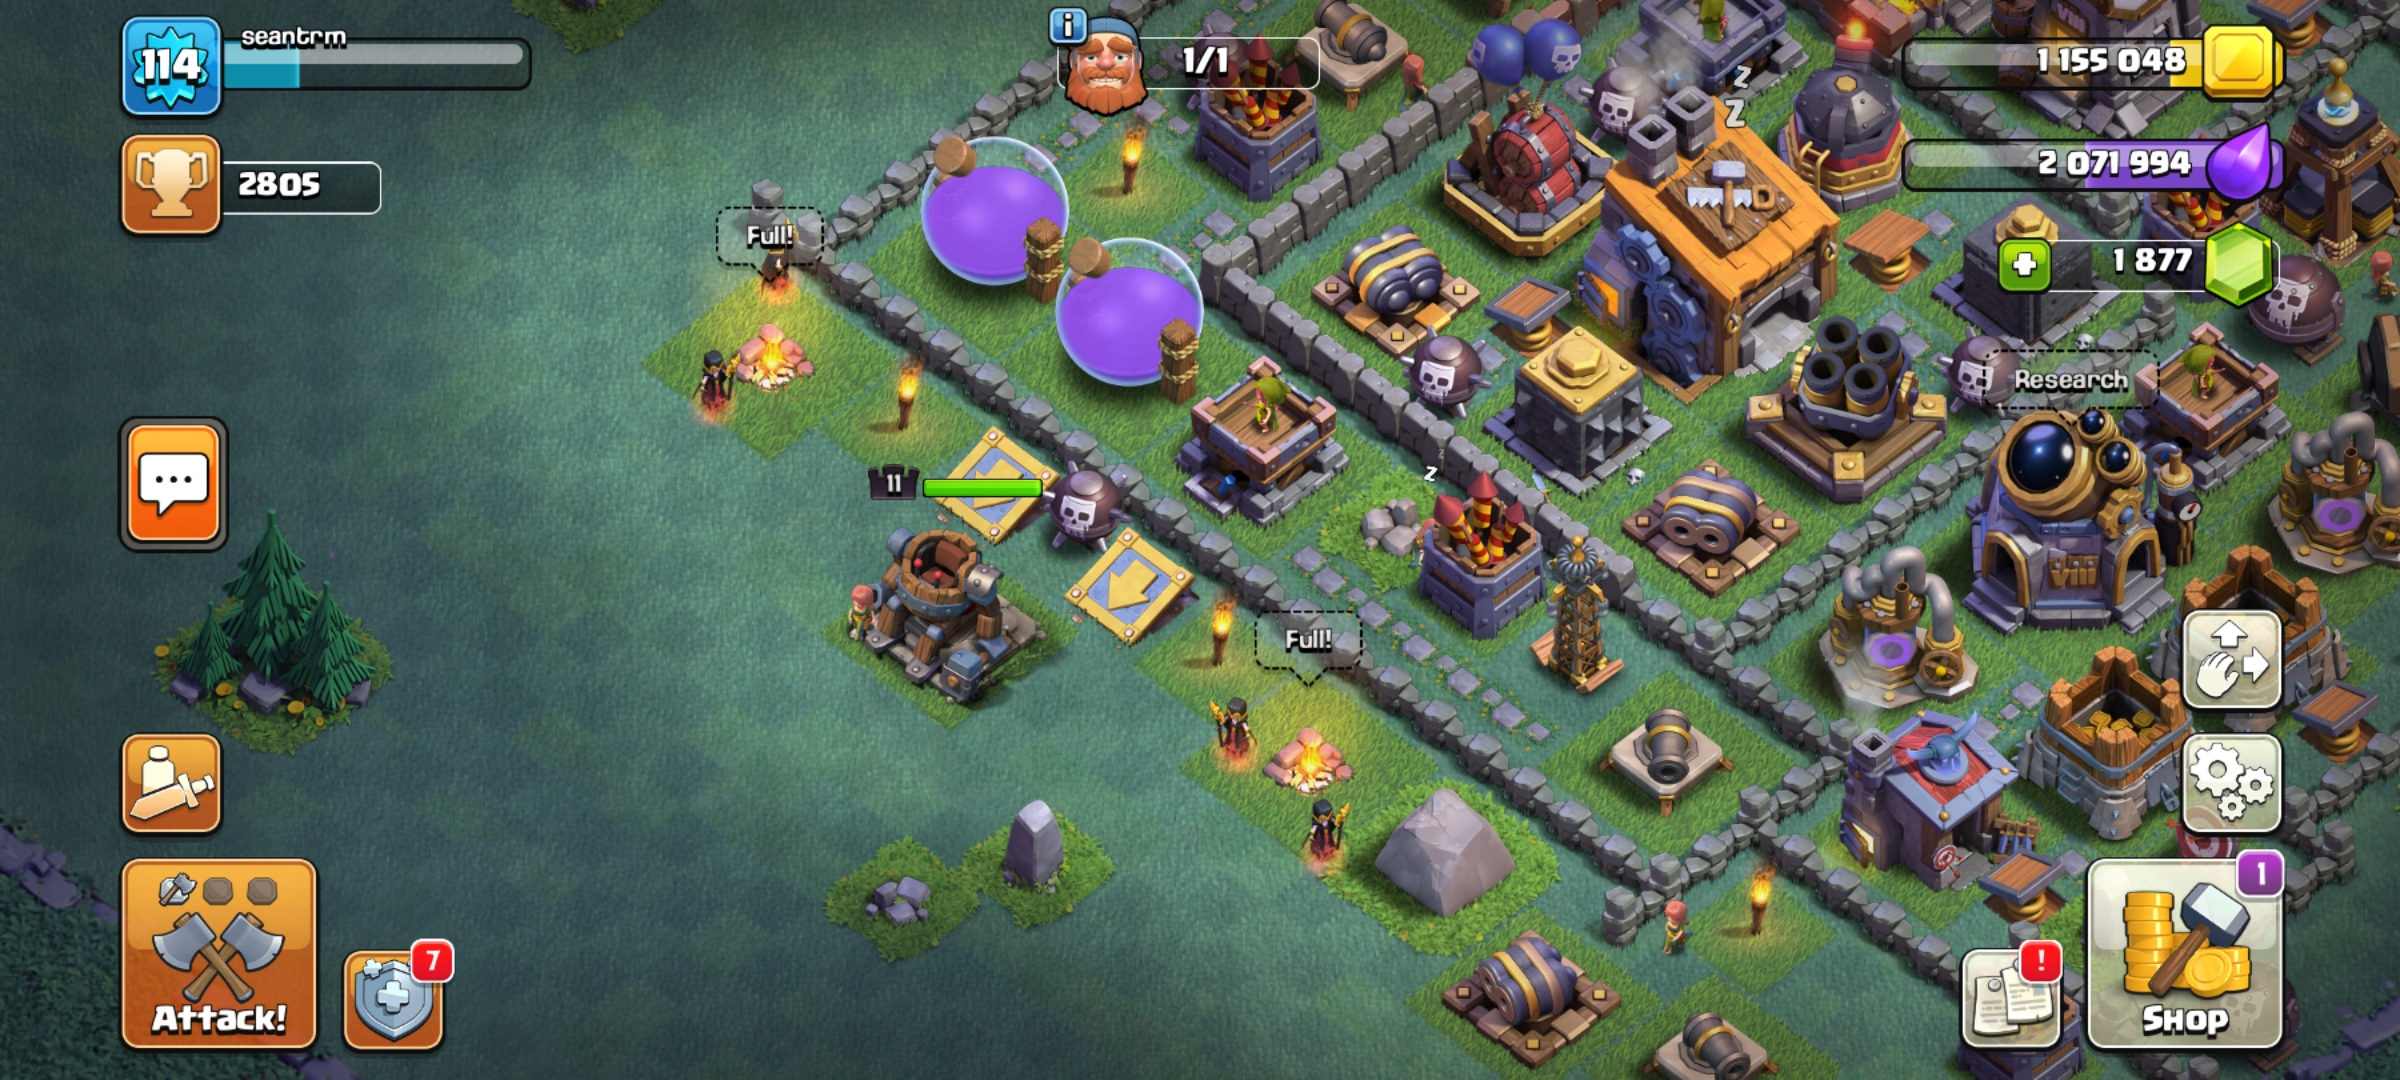 seantrm
114
1/1
1 155 048
2805
2 071 994
Full!
1 877
Research
11
z
z
Z
Z
VIII
VIII
Full!
7
Attack!
!
1
Shop